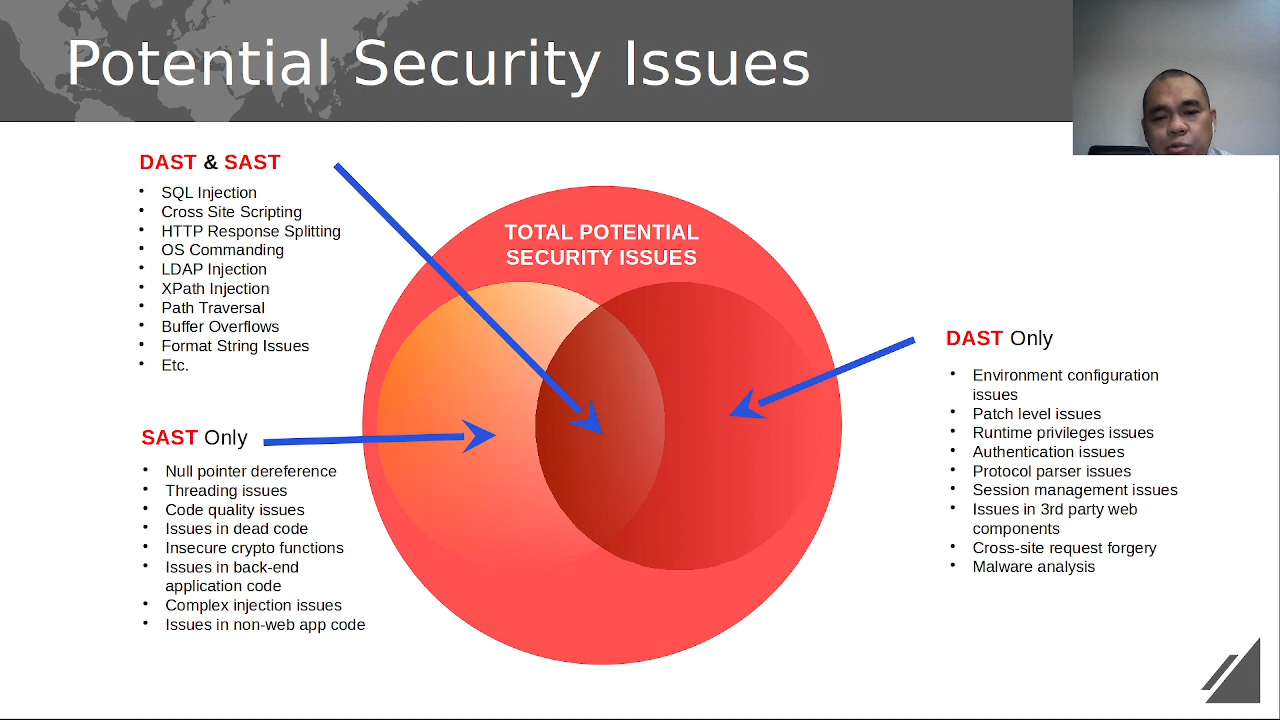 Potential Security Issues
DAST & SAST
• SQL Injection
• Cross Site Scripting
• HTTP Response Splitting
• OS Commanding
• LDAP Injection
• XPath Injection
• Path Traversal
• Buffer Overflows
• Format String Issues
• Etc.
SAST Only
• Null pointer dereference
• Threading issues
• Code quality issues
• Issues in dead code
• Insecure crypto functions
• Issues in back-end
application code
• Complex injection issues
• Issues in non-web app code
TOTAL POTENTIAL
SECURITY ISSUES
DAST Only
• Environment configuration
issues
• Patch level issues
• Runtime privileges issues
• Authentication issues
• Protocol parser issues
• Session management issues
• Issues in 3rd party web
components
• Cross-site request forgery
• Malware analysis